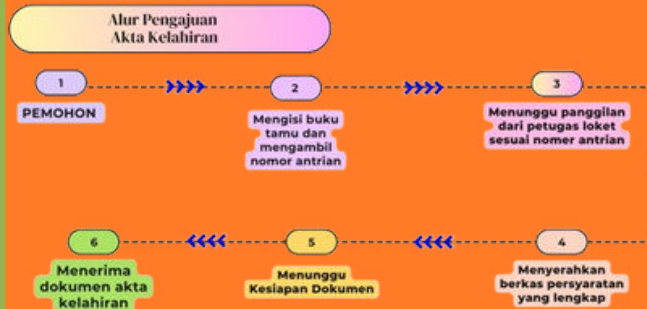 Alur Pengajuan
Akta Kelahiran
1
PEMOHON
2
Mengisi buku
tamu dan
mengambil
nomor antrian
3
Menunggu panggilan
dari petugas loket
sesuai nomer antrian
4
Menyerahkan
berkas persyaratan
yang lengkap
5
Menunggu
Kesiapan Dokumen
6
Menerima
dokumen akta
kelahiran